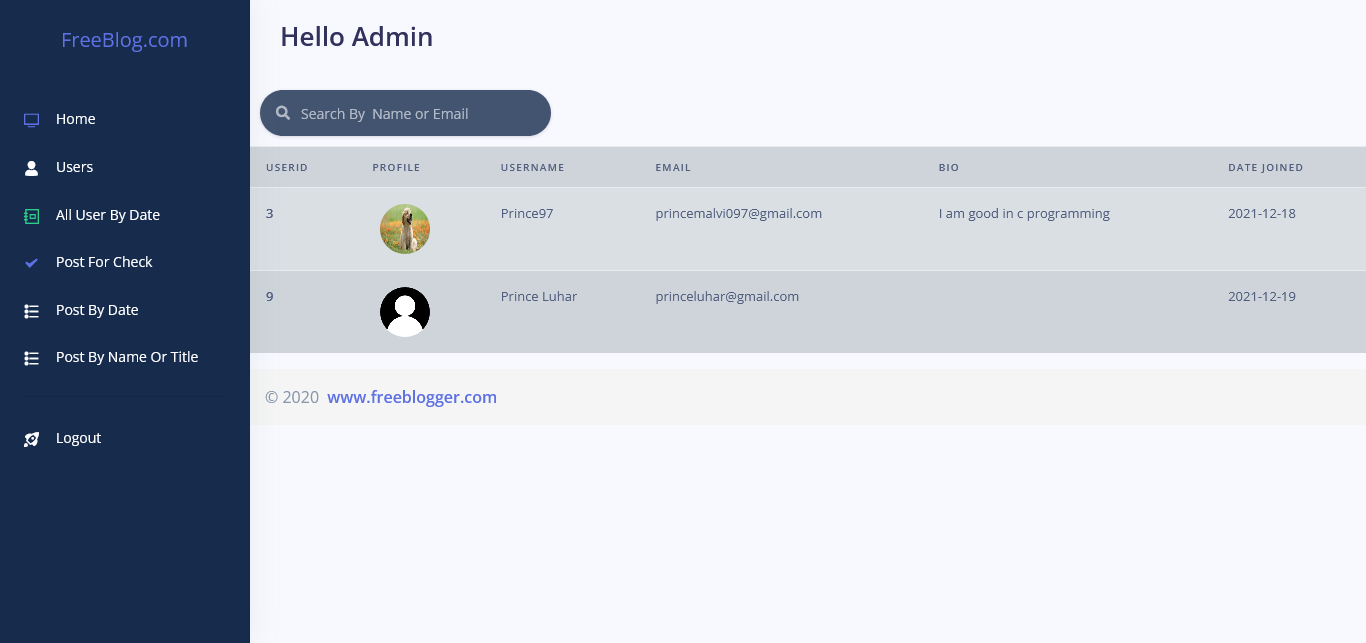 FreeBlog.com
Home
Users
All User By Date
Post For Check
Post By Date
Post By Name Or Title
Logout
Hello Admin
Search By  Name or Email
USERID PROFILE USERNAME EMAIL BIO DATE JOINED
3 Prince97 princemalvi097@gmail.com I am good in c programming 2021-12-18
9 Prince Luhar princeluhar@gmail.com 2021-12-19
© 2020 www.freeblogger.com